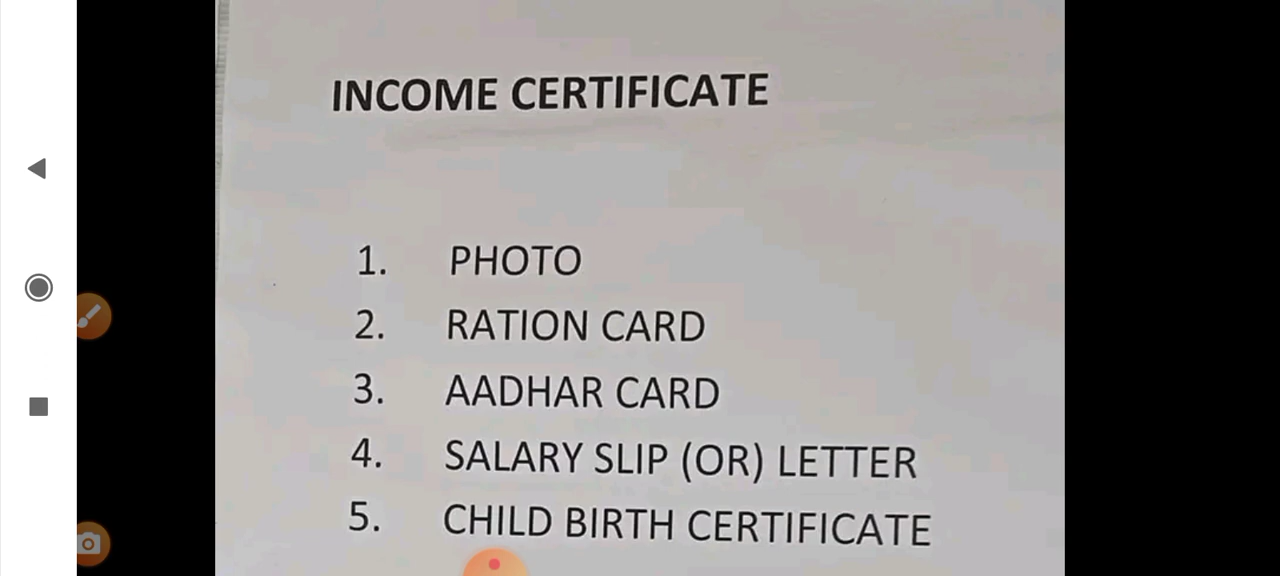 INCOME CERTIFICATE
1. PHOTO
2. RATION CARD
3. AADHAR CARD
4. SALARY SLIP (OR) LETTER
5. CHILD BIRTH CERTIFICATE